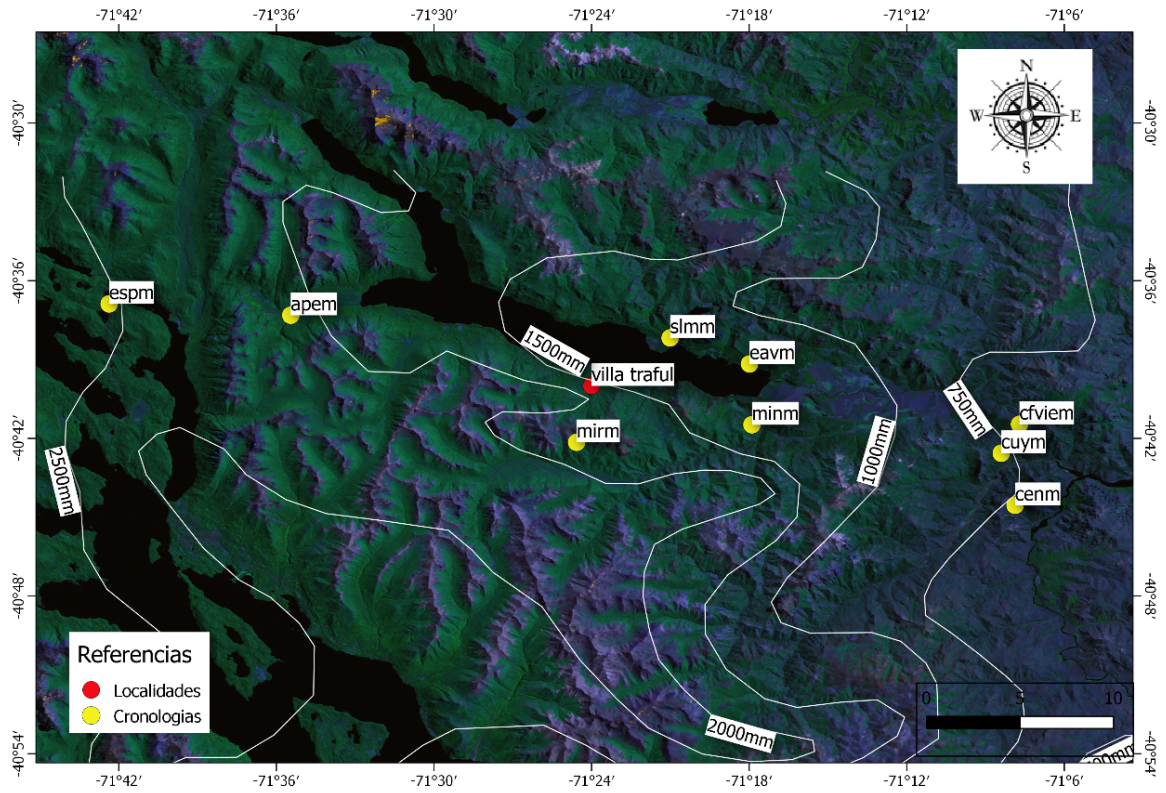 -71°42′
-71°36′
-71°30′
-71°24′
-71°18′
-71°12′
-71°6′
N
W
E
S
-40°30′
-40°30′
-40°36′
-40°36′
espm
apem
slmm
1500mm
eavm
villa traful
750mm
cfviem
minm
mirm
-40°42′
-40°42′
1000mm
cuym
2500mm
cenm
-40°48′
-40°48′
Referencias
Localidades
Cronologias
0
5
10
2000mm
-40°54′
-40°54′
-71°42′
-71°36′
-71°30′
-71°24′
-71°18′
-71°12′
-71°6′